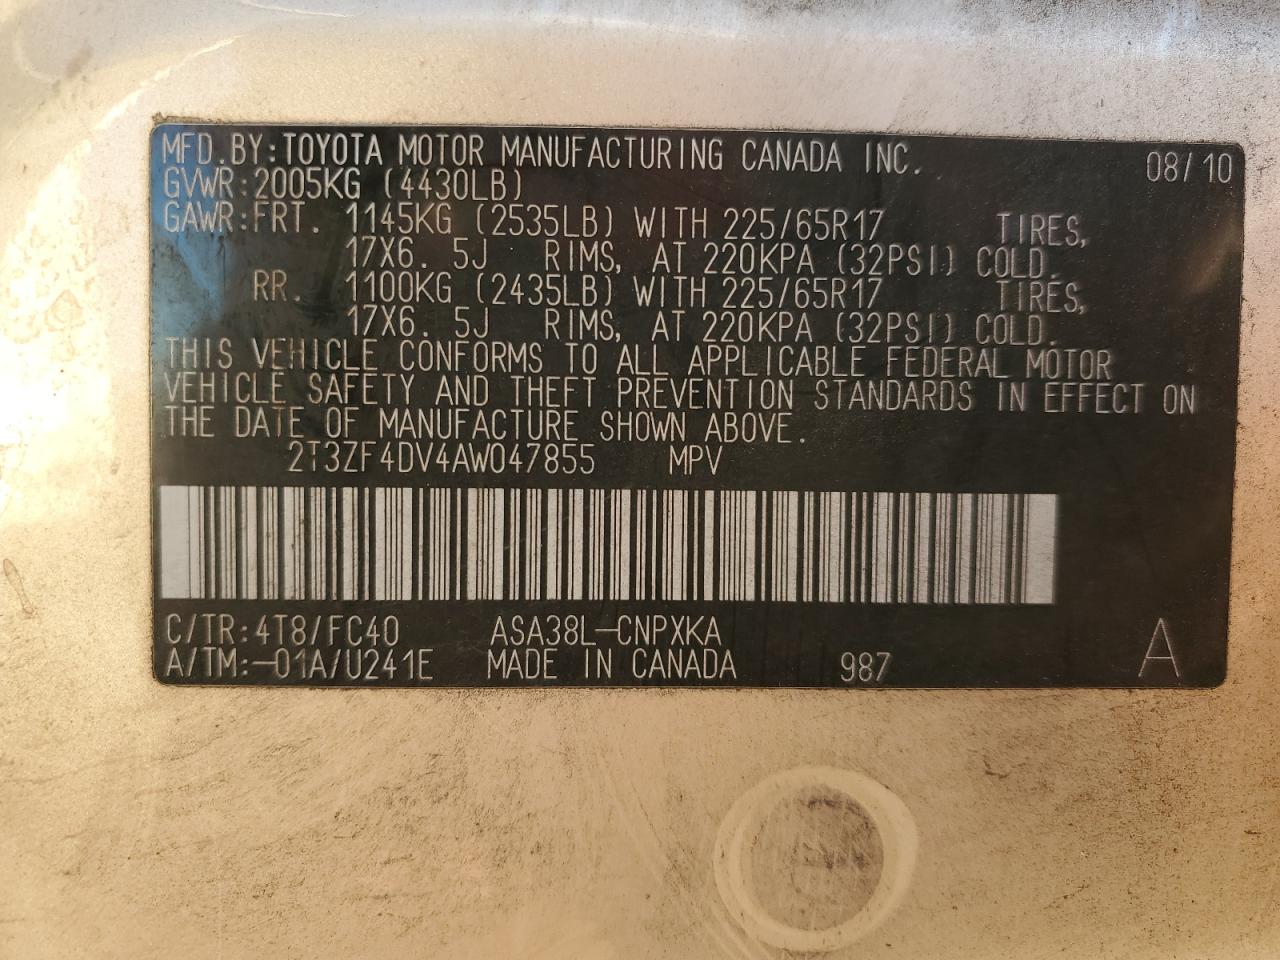 MFD.BY:TOYOTA MOTOR MANUFACTURING CANADA INC. 08/10
GVWR:2005KG (4430LB)
GAWR:FRT. 1145KG (2535LB) WITH 225/65R17 TIRES,
17X6. 5J RIMS, AT 220KPA (32PSI) COLD.
RR. 1100KG (2435LB) WITH 225/65R17 TIRES,
17X6. 5J RIMS, AT 220KPA (32PSI) COLD.
THIS VEHICLE CONFORMS TO ALL APPLICABLE FEDERAL MOTOR
VEHICLE SAFETY AND THEFT PREVENTION STANDARDS IN EFFECT ON
THE DATE OF MANUFACTURE SHOWN ABOVE.
2T3ZF4DV4AW047855 MPV
C/TR:4T8/FC40 ASA38L-CNPXKA
A/TM:-01A/U241E MADE IN CANADA 987 A